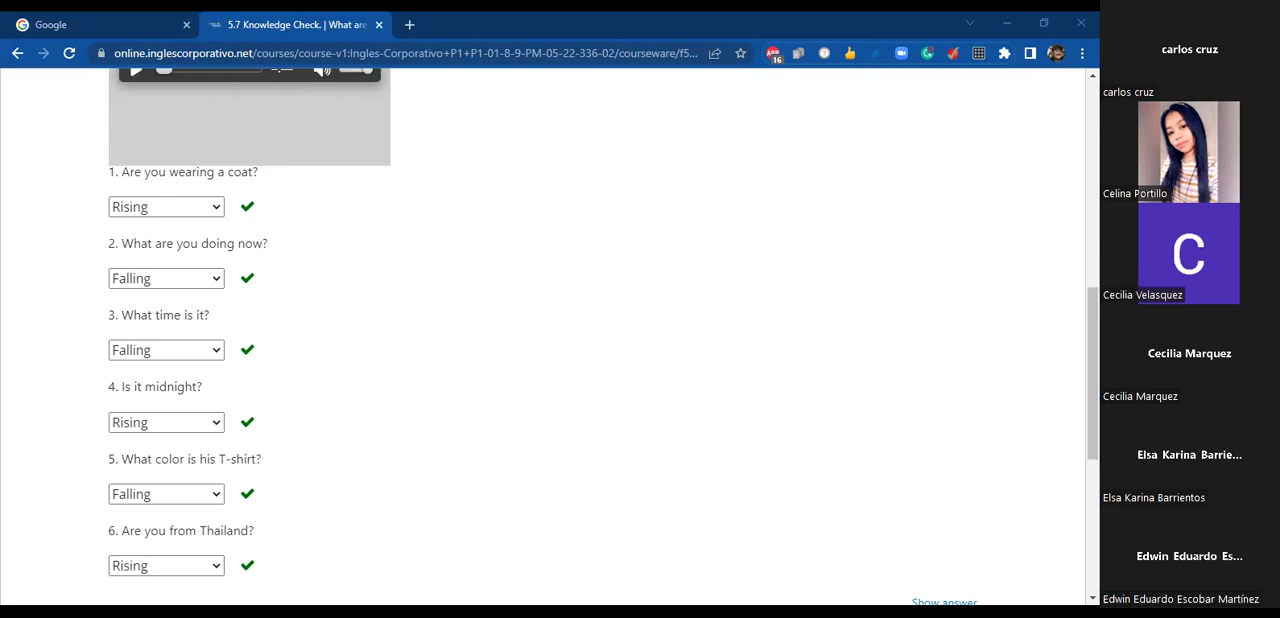 Google
5.7 Knowledge Check. | What are
online.inglescorporativo.net/courses/course-v1:Ingles-Corporativo+P1+P1-01-8-9-PM-05-22-336-02/courseware/f5...
16
1. Are you wearing a coat?
Rising
2. What are you doing now?
Falling
3. What time is it?
Falling
4. Is it midnight?
Rising
5. What color is his T-shirt?
Falling
6. Are you from Thailand?
Rising
Show answer
carlos cruz
carlos cruz
Celina Portillo
C
Cecilia Velasquez
Cecilia Marquez
Cecilia Marquez
Elsa Karina Barrie...
Elsa Karina Barrientos
Edwin Eduardo Es...
Edwin Eduardo Escobar Martínez